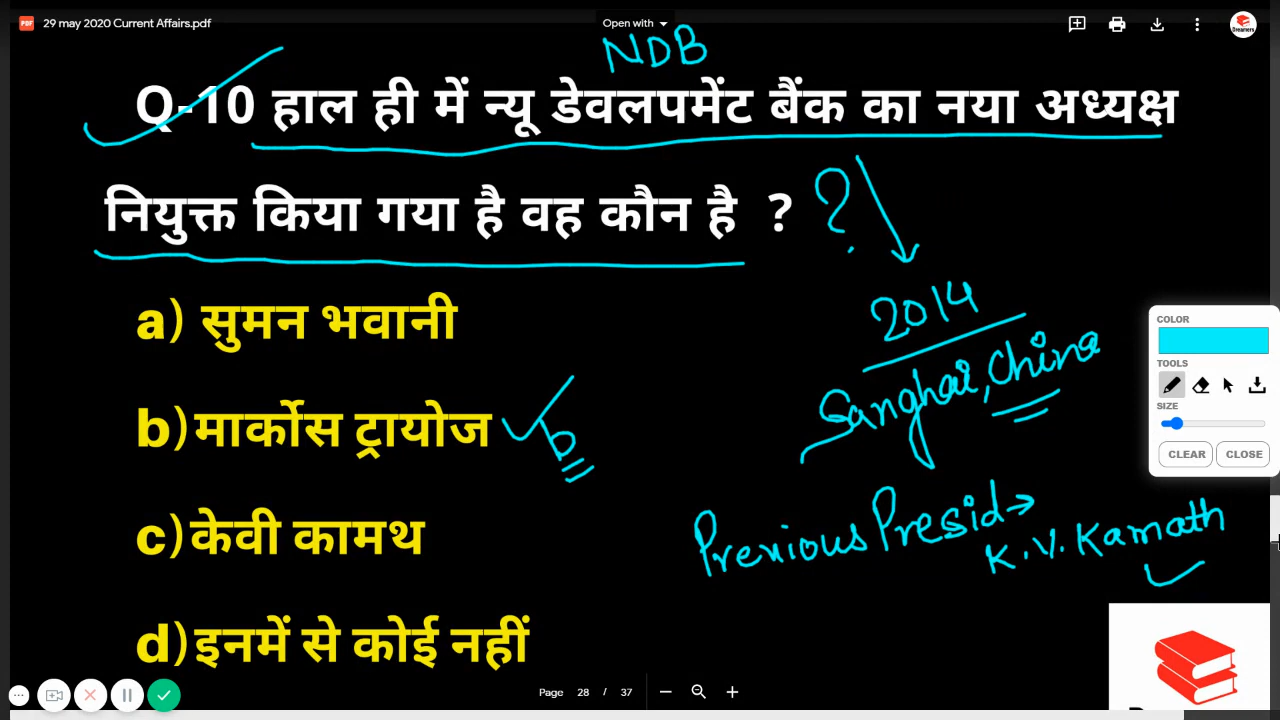 29 may 2020 Current Affairs.pdf
Open with
Dreamers
NDB
Q-10 हाल ही में न्यू डेवलपमेंट बैंक का नया अध्यक्ष
नियुक्त किया गया है वह कौन है ? ?
2014
Sanghai, China
a) सुमन भवानी
b)मार्कोस ट्रायोज b
c)केवी कामथ
d)इनमें से कोई नहीं
Previous Presid→
K.V. Kamath
COLOR
TOOLS
SIZE
CLEAR CLOSE
Page 28 / 37